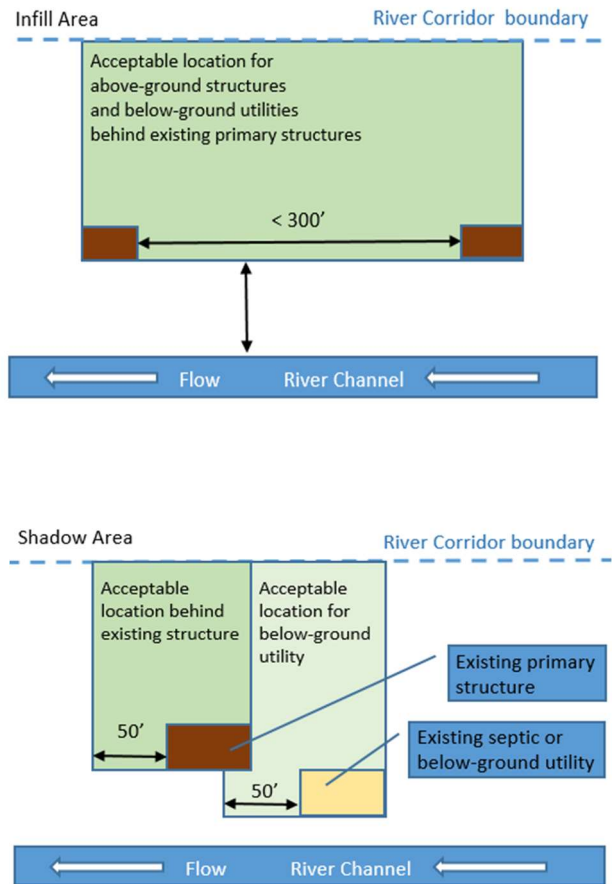 Infill Area
River Corridor boundary
Acceptable location for
above-ground structures
and below-ground utilities
behind existing primary structures
< 300’
Flow
River Channel
Shadow Area
River Corridor boundary
Acceptable
location behind
existing structure
Acceptable
location for
below-ground
utility
Existing primary
structure
50’
Existing septic or
below-ground utility
50’
Flow
River Channel